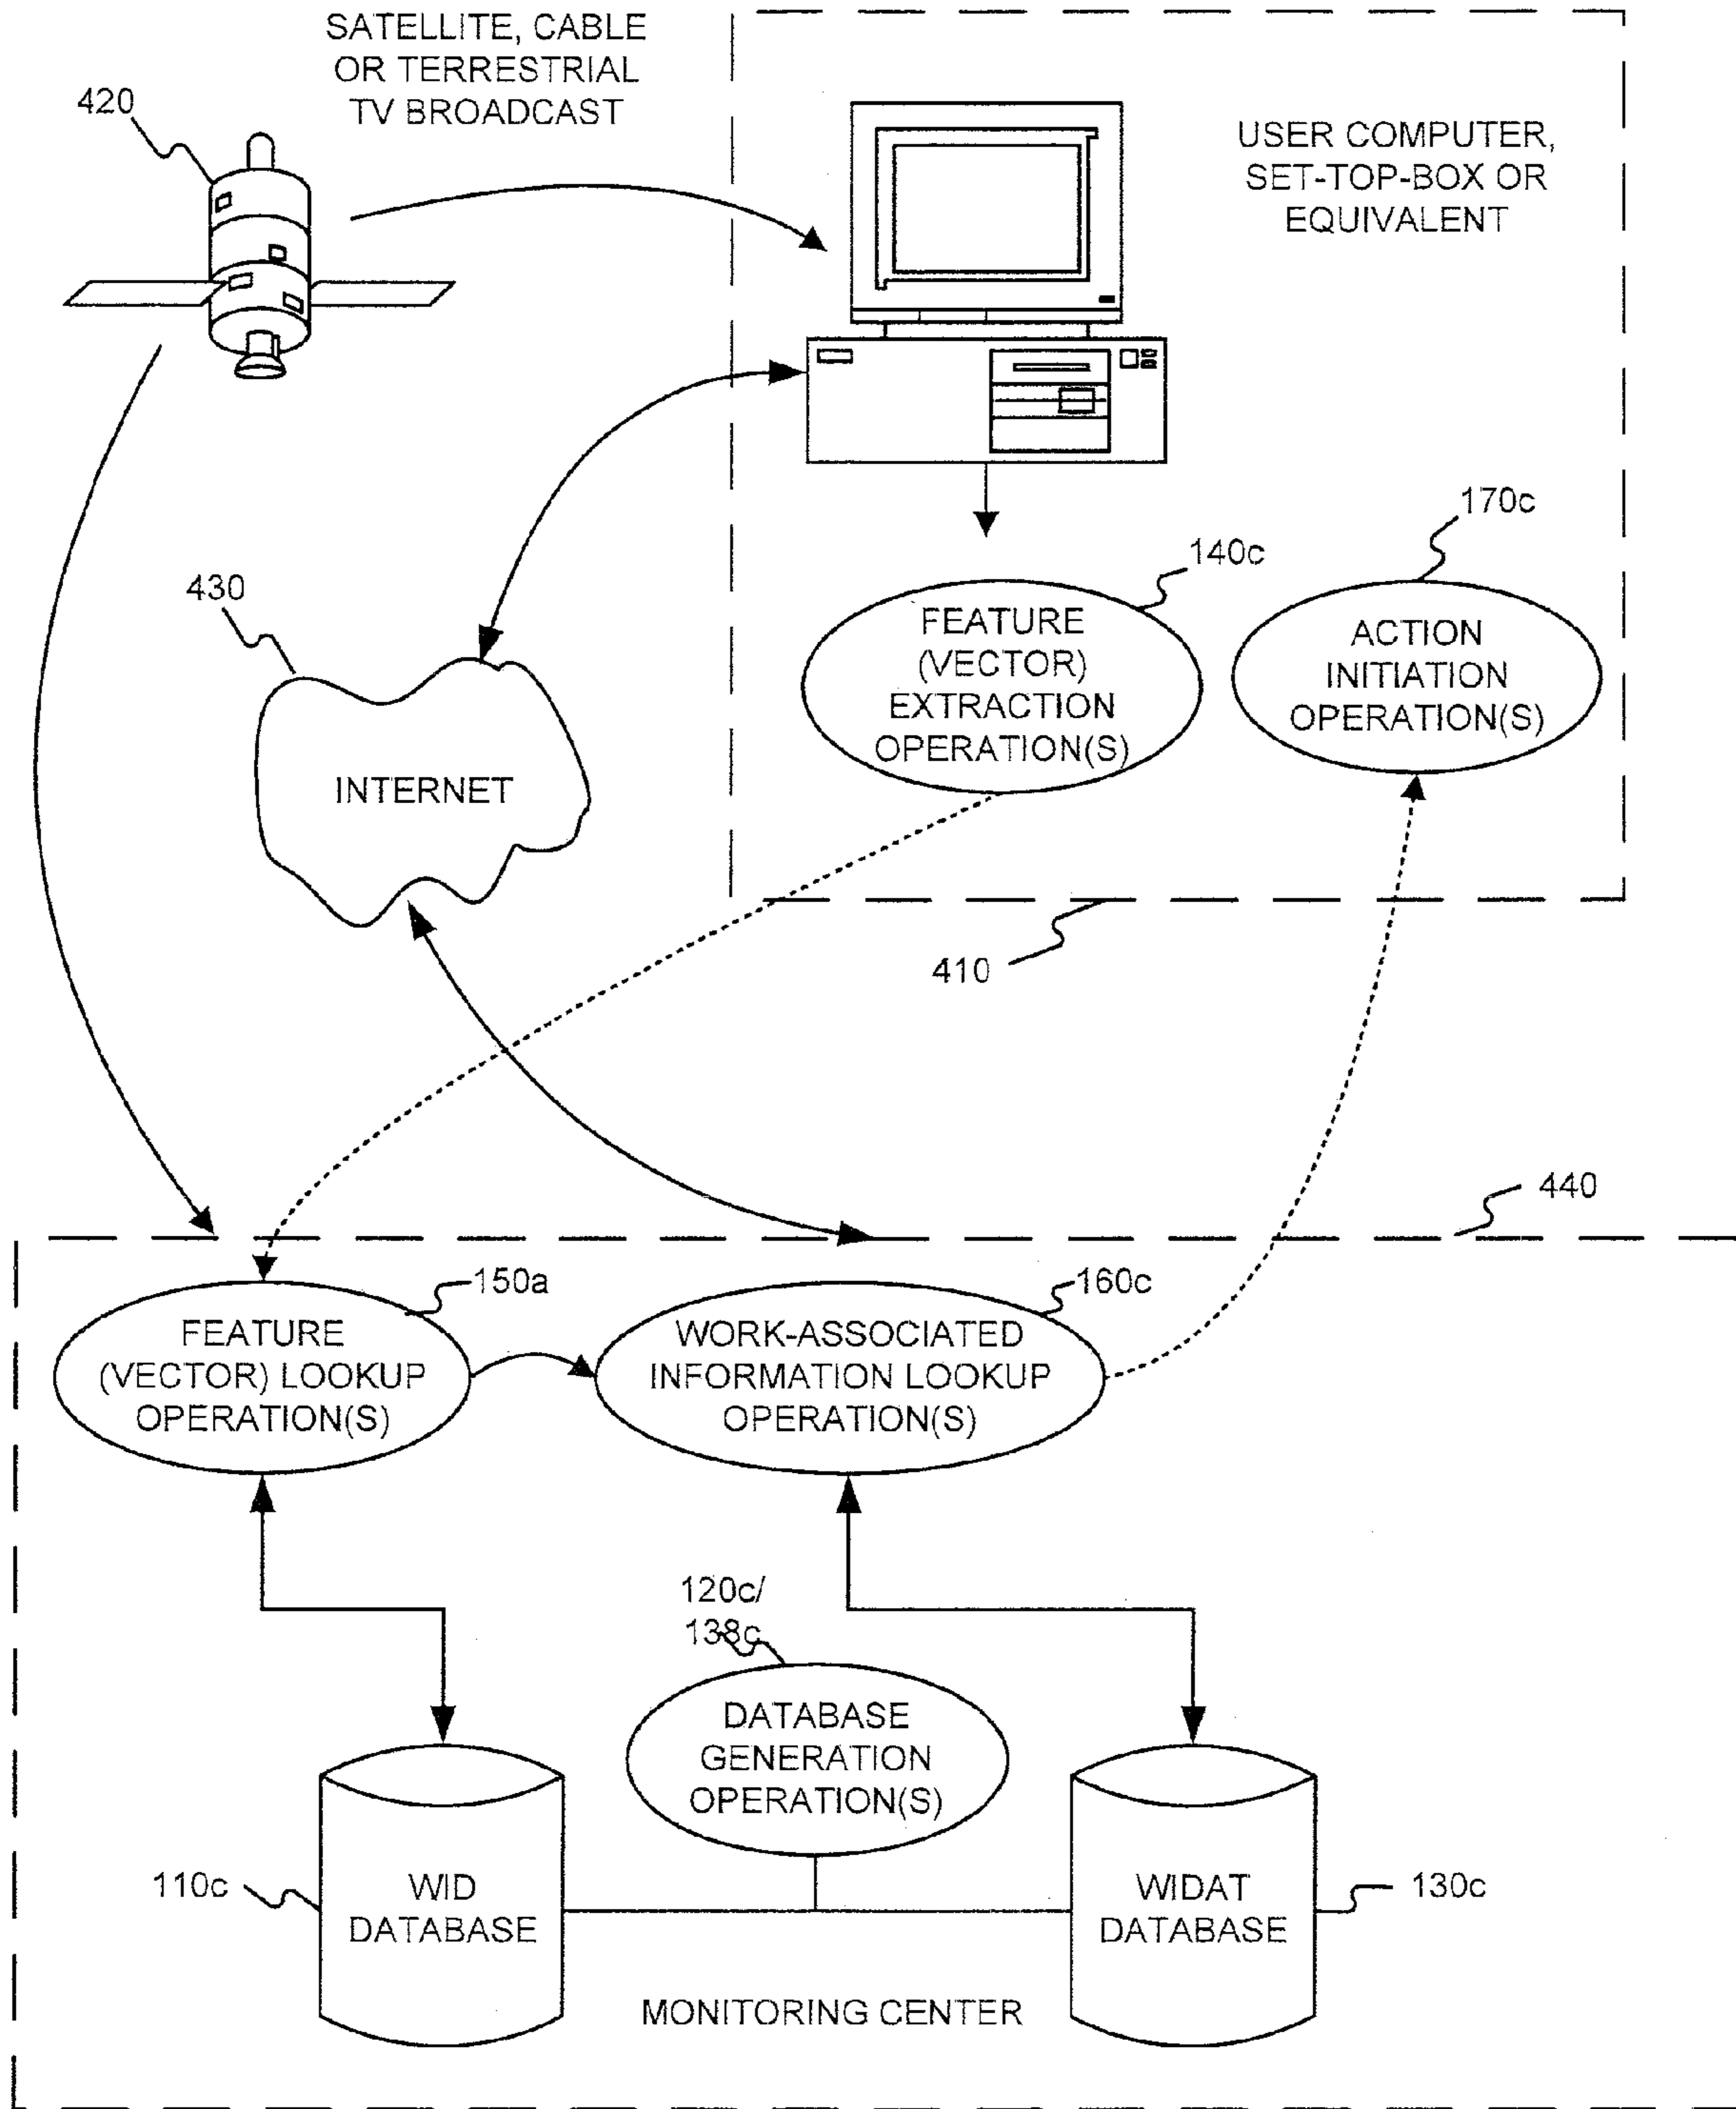 SATELLITE, CABLE
OR TERRESTRIAL
TV BROADCAST
420
USER COMPUTER,
SET-TOP-BOX OR
EQUIVALENT
170c
140c
430
FEATURE
(VECTOR)
EXTRACTION
OPERATION(S)
ACTION
INITIATION
OPERATION(S)
INTERNET
410
440
150a
160c
FEATURE
(VECTOR) LOOKUP
OPERATION(S)
WORK-ASSOCIATED
INFORMATION LOOKUP
OPERATION(S)
120c/
138c
DATABASE
GENERATION
OPERATION(S)
110c
WID
DATABASE
WIDAT
DATABASE
130c
MONITORING CENTER